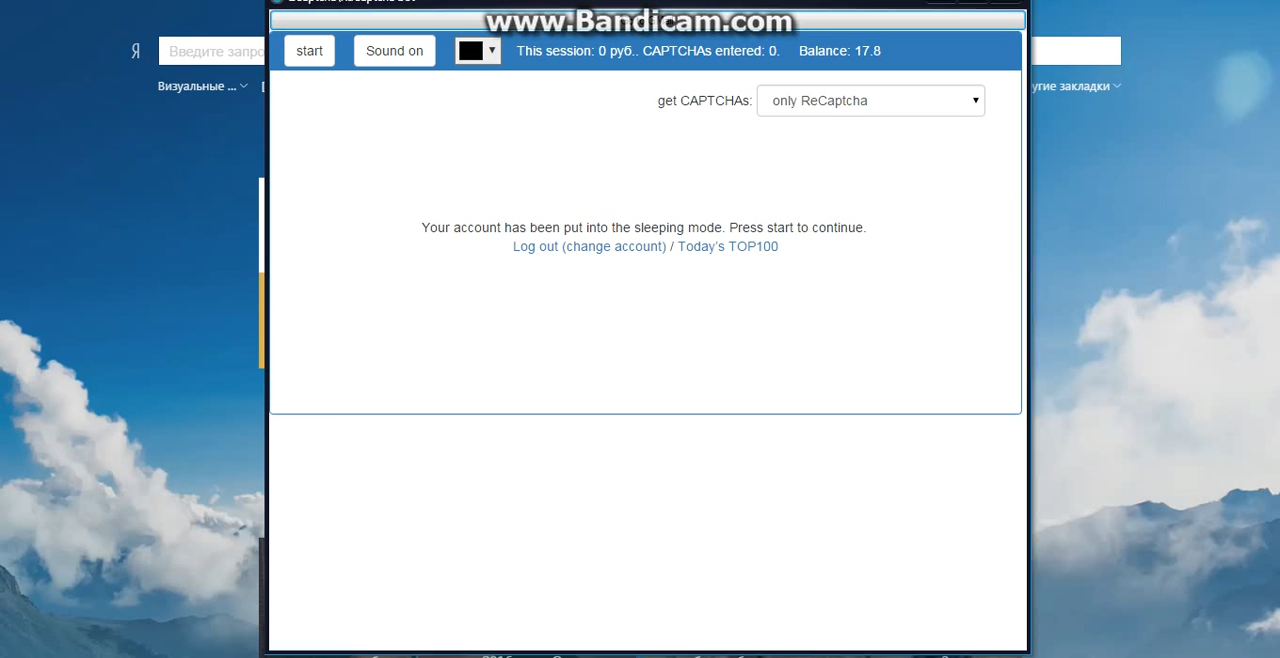 www.Bandicam.com
start
Sound on
This session: 0 руб.. CAPTCHAs entered: 0.
Balance: 17.8
Я
Введите запро
Визуальные ...
угие закладки
get CAPTCHAs:
only ReCaptcha
Your account has been put into the sleeping mode. Press start to continue.
Log out (change account) / Today's TOP100